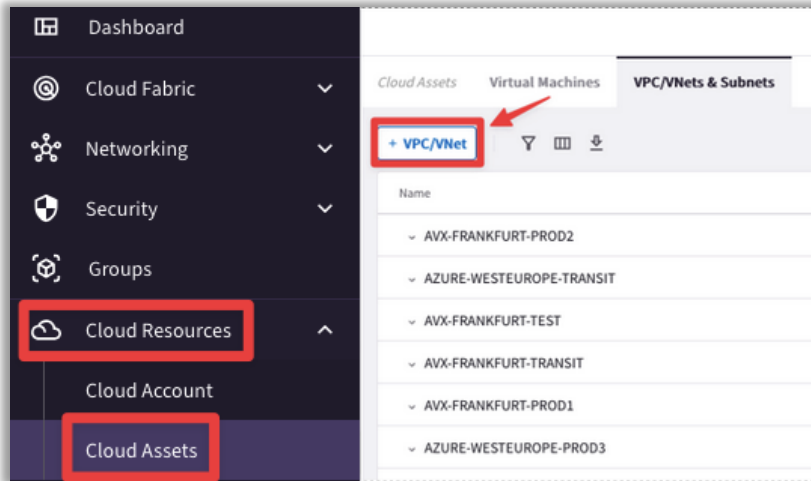 Dashboard
Cloud Fabric
Networking
Security
Groups
Cloud Resources
Cloud Account
Cloud Assets
Cloud Assets Virtual Machines VPC/VNets & Subnets
+ VPC/VNet
Name
AVX-FRANKFURT-PROD2
AZURE-WESTEUROPE-TRANSIT
AVX-FRANKFURT-TEST
AVX-FRANKFURT-TRANSIT
AVX-FRANKFURT-PROD1
AZURE-WESTEUROPE-PROD3